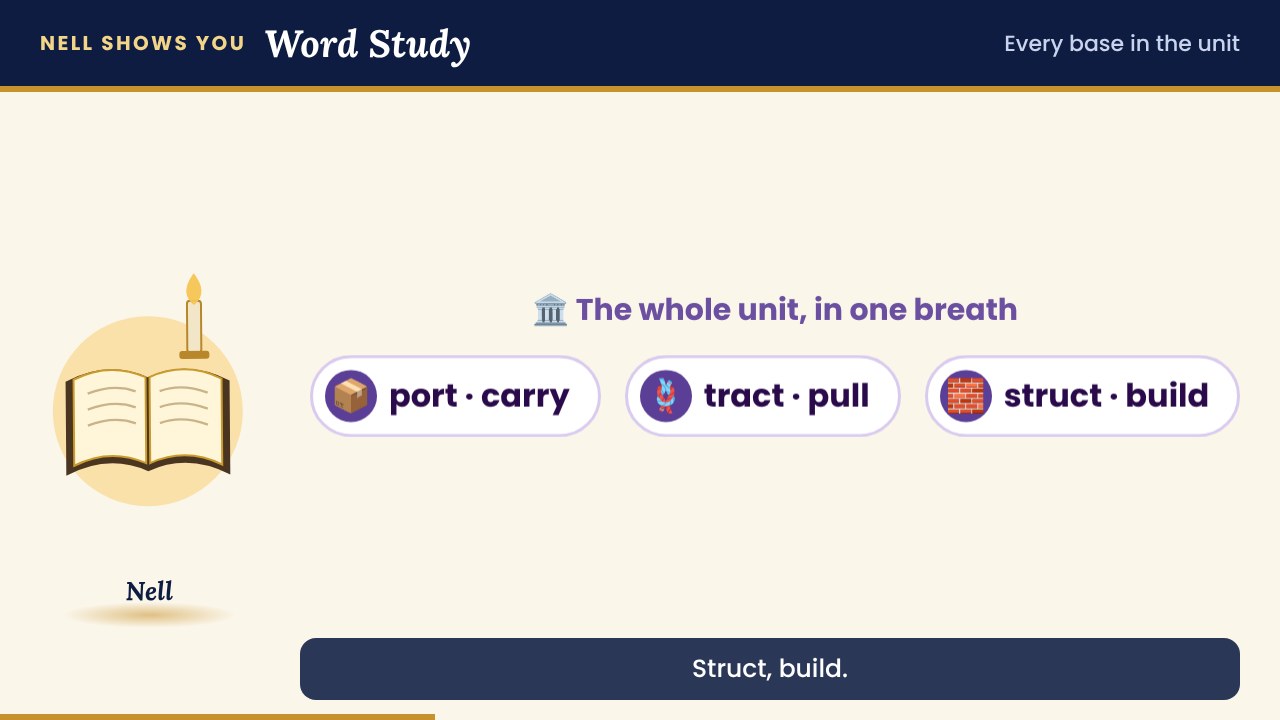 NELL SHOWS YOU Word Study
Every base in the unit
The whole unit, in one breath
port · carry
tract · pull
struct · build
Nell
Struct, build.